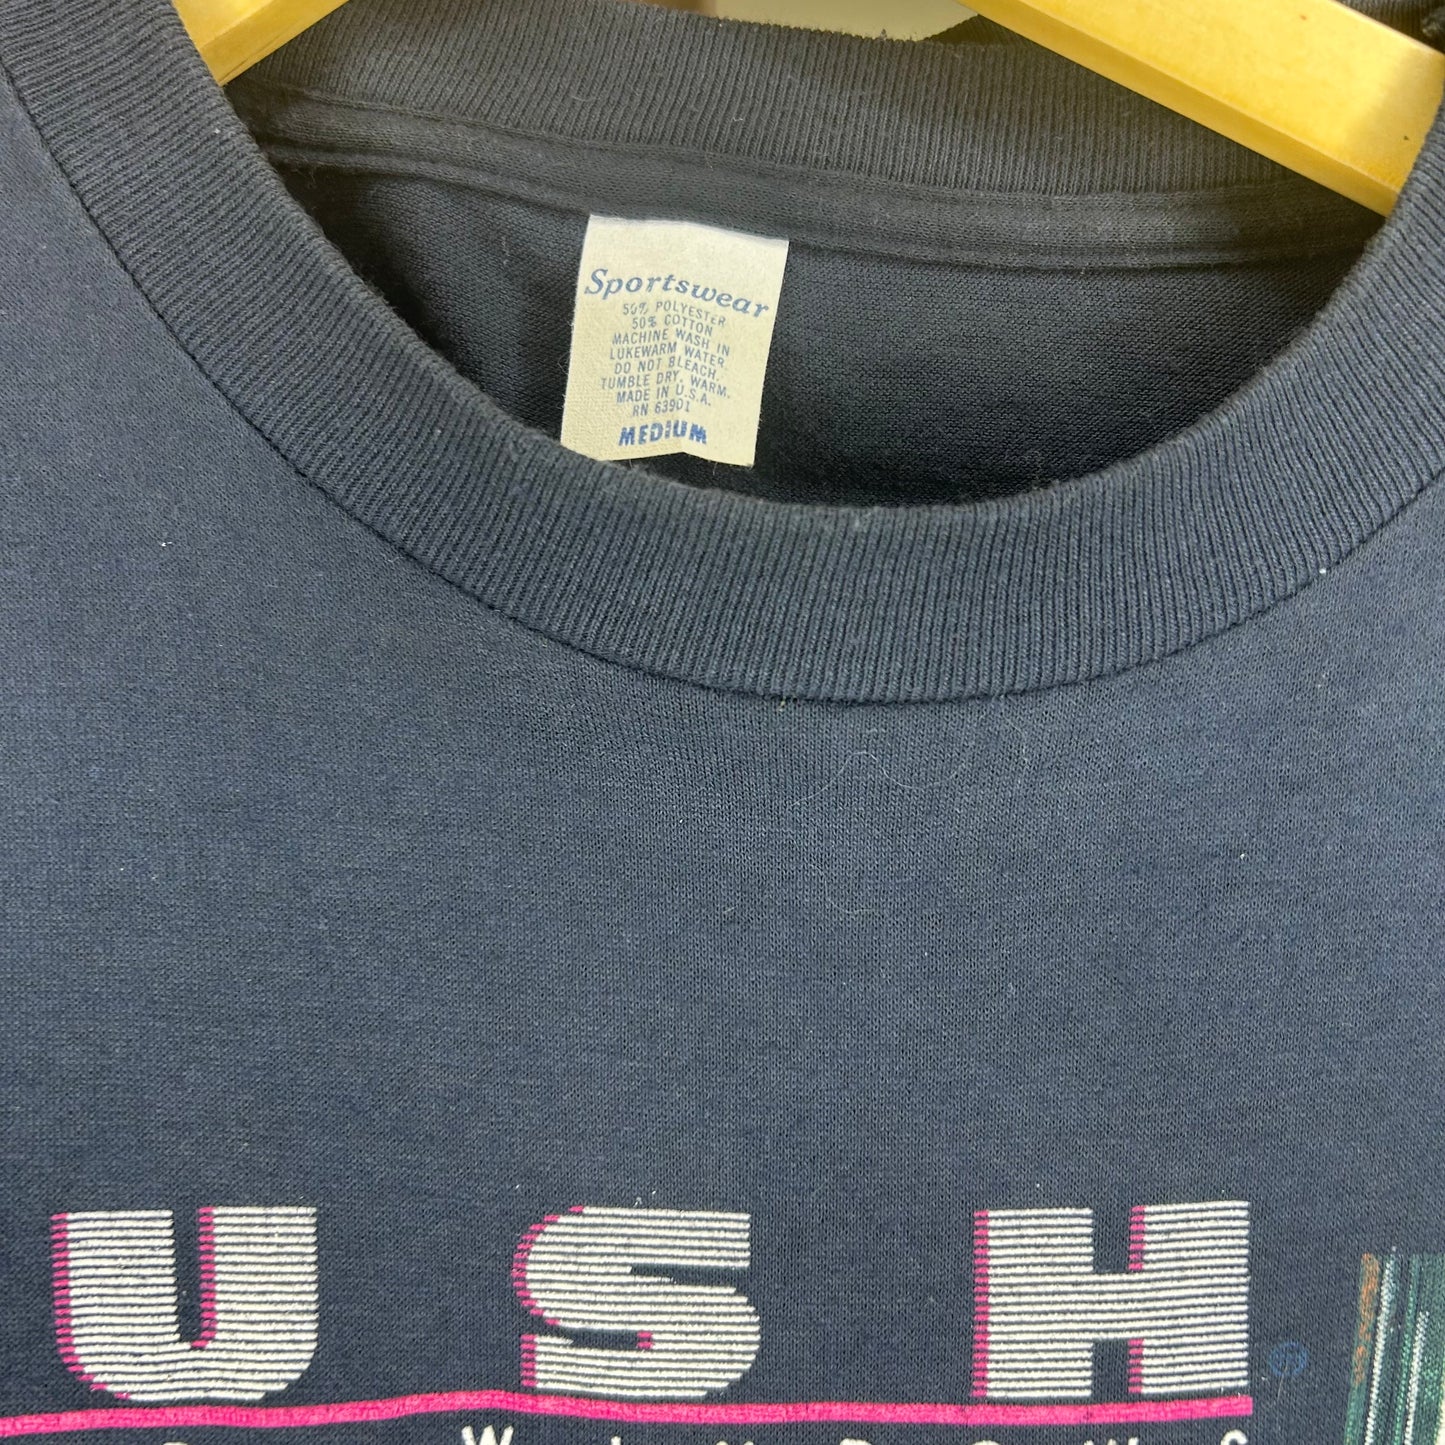 Sportswear
50% POLYESTER
50% COTTON
MACHINE WASH IN
LUKEWARM WATER.
DO NOT BLEACH.
TUMBLE DRY, WARM.
MADE IN U.S.A.
RN 63901
MEDIUM
USH